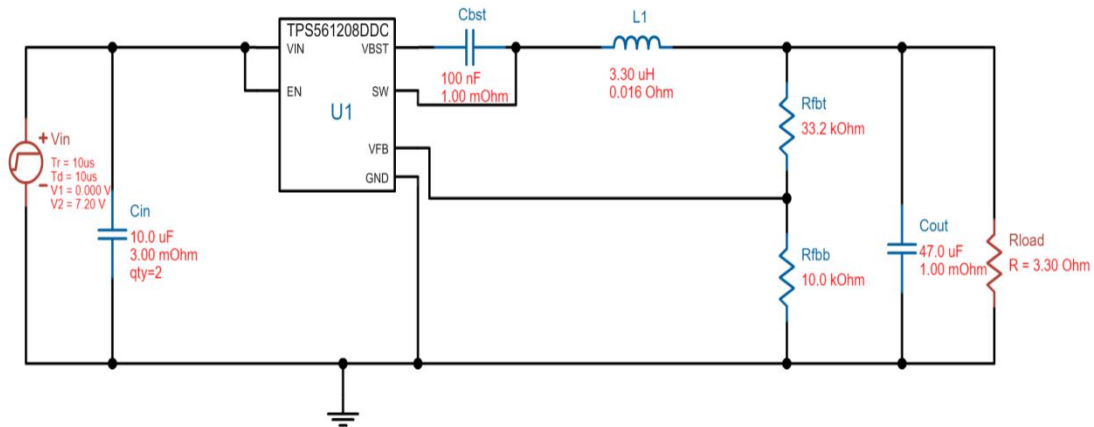 Vin
Tr = 10us
Td = 10us
V1 = 0.000 V
V2 = 7.20 V
Cin
10.0 uF
3.00 mOhm
qty=2
TPS561208DDC
VIN
VBST
EN
SW
U1
VFB
GND
Cbst
100 nF
1.00 mOhm
L1
3.30 uH
0.016 Ohm
Rfbt
33.2 kOhm
Rfbb
10.0 kOhm
Cout
47.0 uF
1.00 mOhm
Rload
R = 3.30 Ohm